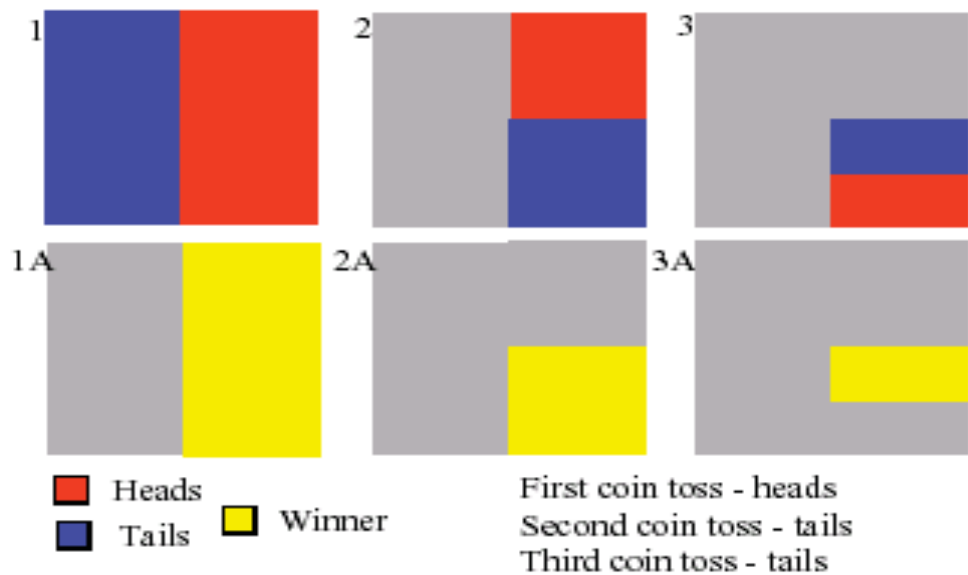 1
2
3
1A
2A
3A
Heads
Tails
Winner
First coin toss - heads
Second coin toss - tails
Third coin toss - tails